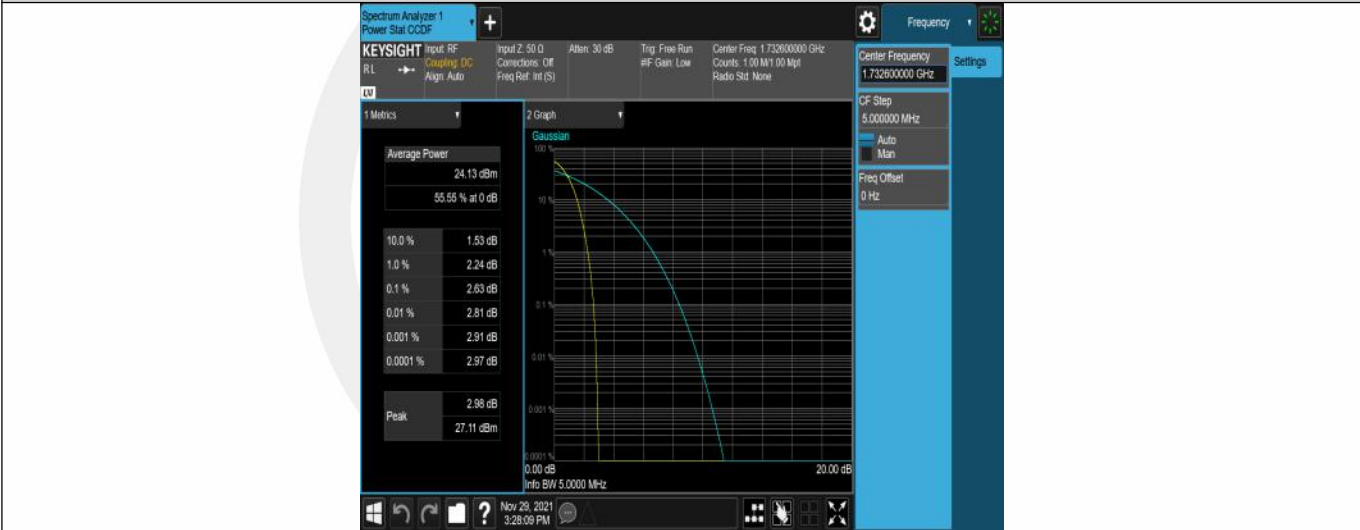 Spectrum Analyzer 1
Power Stat CCDF
+
Frequency
KEYSIGHT
RL
Input: RF
Coupling: DC
Align: Auto
Input Z: 50 Ω
Corrections: Off
Freq Ref: Int (S)
Atten: 30 dB
Trig: Free Run
#IF Gain: Low
Center Freq: 1.732600000 GHz
Counts: 1.00 M/1.00 Mpt
Radio Std: None
LXI
Center Frequency
1.732600000 GHz
Settings
CF Step
5.000000 MHz
Auto
Man
Freq Offset
0 Hz
1 Metrics
Average Power
24.13 dBm
55.55 % at 0 dB
10.0 % 1.53 dB
1.0 % 2.24 dB
0.1 % 2.63 dB
0.01 % 2.81 dB
0.001 % 2.91 dB
0.0001 % 2.97 dB
Peak
2.98 dB
27.11 dBm
2 Graph
Gaussian
100 %
10 %
1 %
0.1 %
0.01 %
0.001 %
0.0001 %
0.00 dB 20.00 dB
Info BW 5.0000 MHz
?
Nov 29, 2021
3:28:09 PM